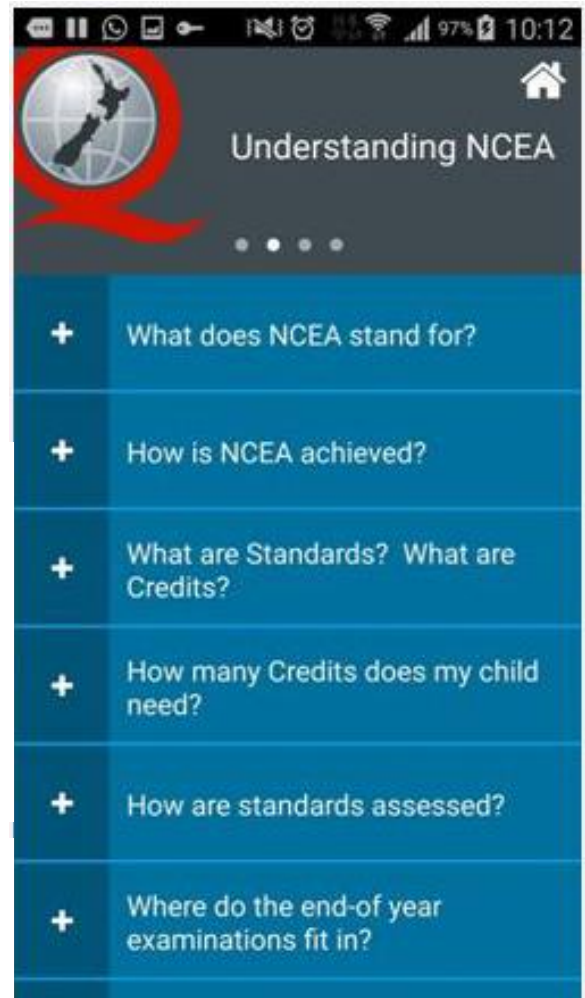 97% 10:12
Understanding NCEA
What does NCEA stand for?
How is NCEA achieved?
What are Standards?  What are
Credits?
How many Credits does my child
need?
How are standards assessed?
Where do the end-of year
examinations fit in?